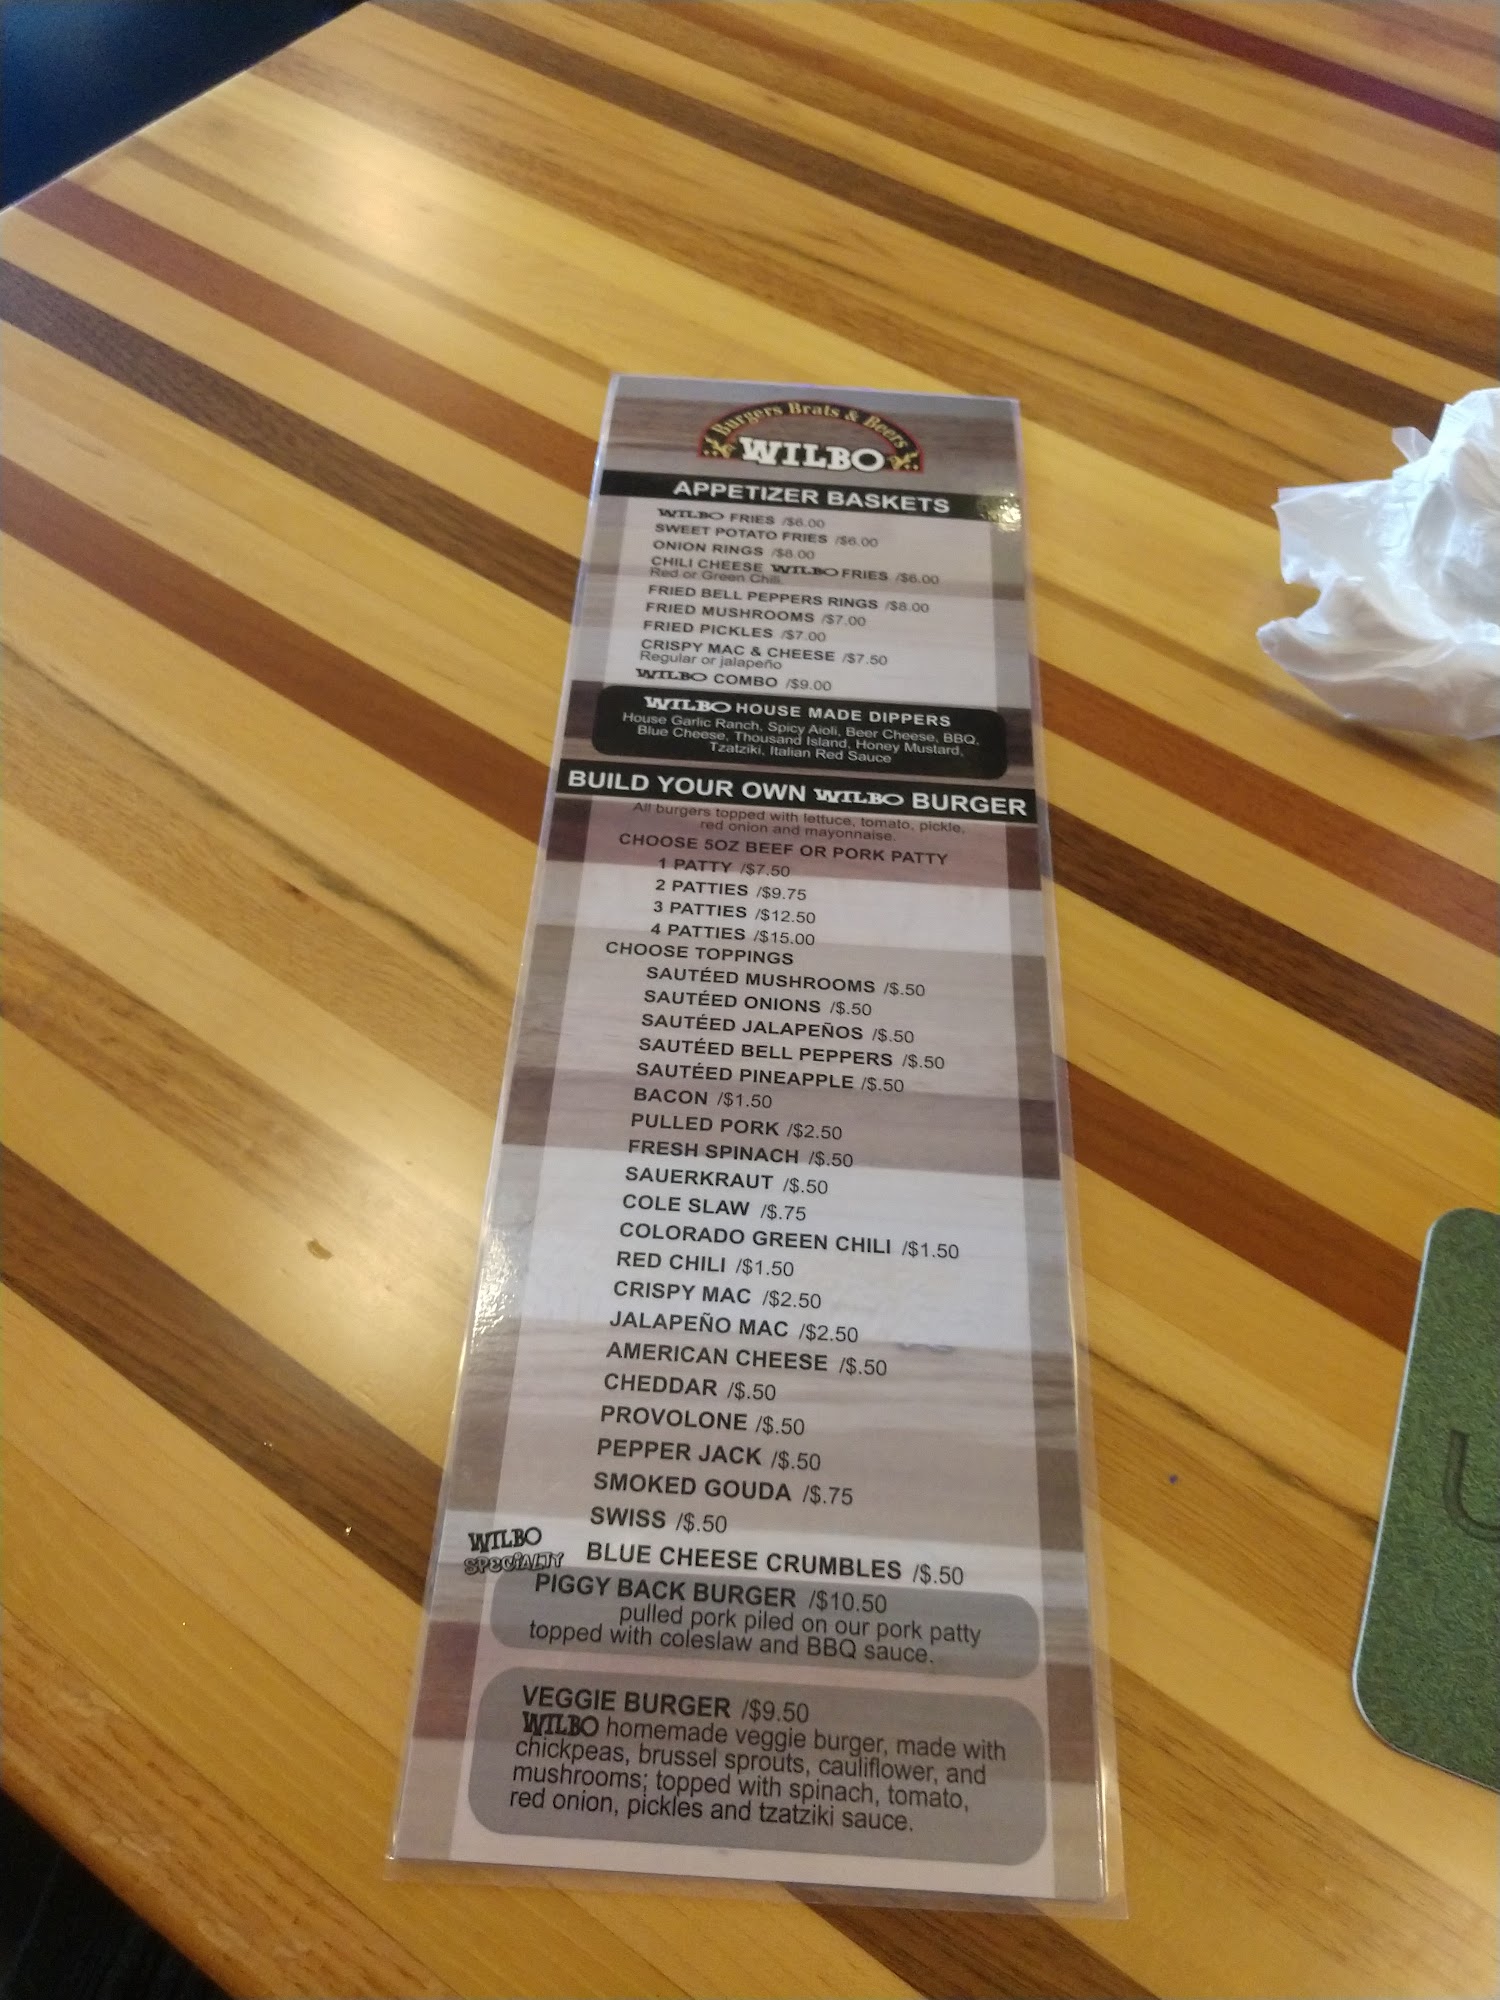 Burgers Brats & Beers
WILBO
APPETIZER BASKETS
WILBO FRIES /$6.00
SWEET POTATO FRIES /$6.00
ONION RINGS /$8.00
CHILI CHEESE WILBO FRIES /$6.00
Red or Green Chili.
FRIED BELL PEPPERS RINGS /$8.00
FRIED MUSHROOMS /$7.00
FRIED PICKLES /$7.00
CRISPY MAC & CHEESE /$7.50
Regular or jalapeño
WILBO COMBO /$9.00
WILBO HOUSE MADE DIPPERS
House Garlic Ranch, Spicy Aioli, Beer Cheese, BBQ,
Blue Cheese, Thousand Island, Honey Mustard,
Tzatziki, Italian Red Sauce
BUILD YOUR OWN WILBO BURGER
All burgers topped with lettuce, tomato, pickle,
red onion and mayonnaise.
CHOOSE 5OZ BEEF OR PORK PATTY
1 PATTY /$7.50
2 PATTIES /$9.75
3 PATTIES /$12.50
4 PATTIES /$15.00
CHOOSE TOPPINGS
SAUTÉED MUSHROOMS /$.50
SAUTÉED ONIONS /$.50
SAUTÉED JALAPEÑOS /$.50
SAUTÉED BELL PEPPERS /$.50
SAUTÉED PINEAPPLE /$.50
BACON /$1.50
PULLED PORK /$2.50
FRESH SPINACH /$.50
SAUERKRAUT /$.50
COLE SLAW /$.75
COLORADO GREEN CHILI /$1.50
RED CHILI /$1.50
CRISPY MAC /$2.50
JALAPEÑO MAC /$2.50
AMERICAN CHEESE /$.50
CHEDDAR /$.50
PROVOLONE /$.50
PEPPER JACK /$.50
SMOKED GOUDA /$.75
SWISS /$.50
BLUE CHEESE CRUMBLES /$.50
WILBO
SPECIALTY
PIGGY BACK BURGER /$10.50
pulled pork piled on our pork patty
topped with coleslaw and BBQ sauce.
VEGGIE BURGER /$9.50
WILBO homemade veggie burger, made with
chickpeas, brussel sprouts, cauliflower, and
mushrooms; topped with spinach, tomato,
red onion, pickles and tzatziki sauce.